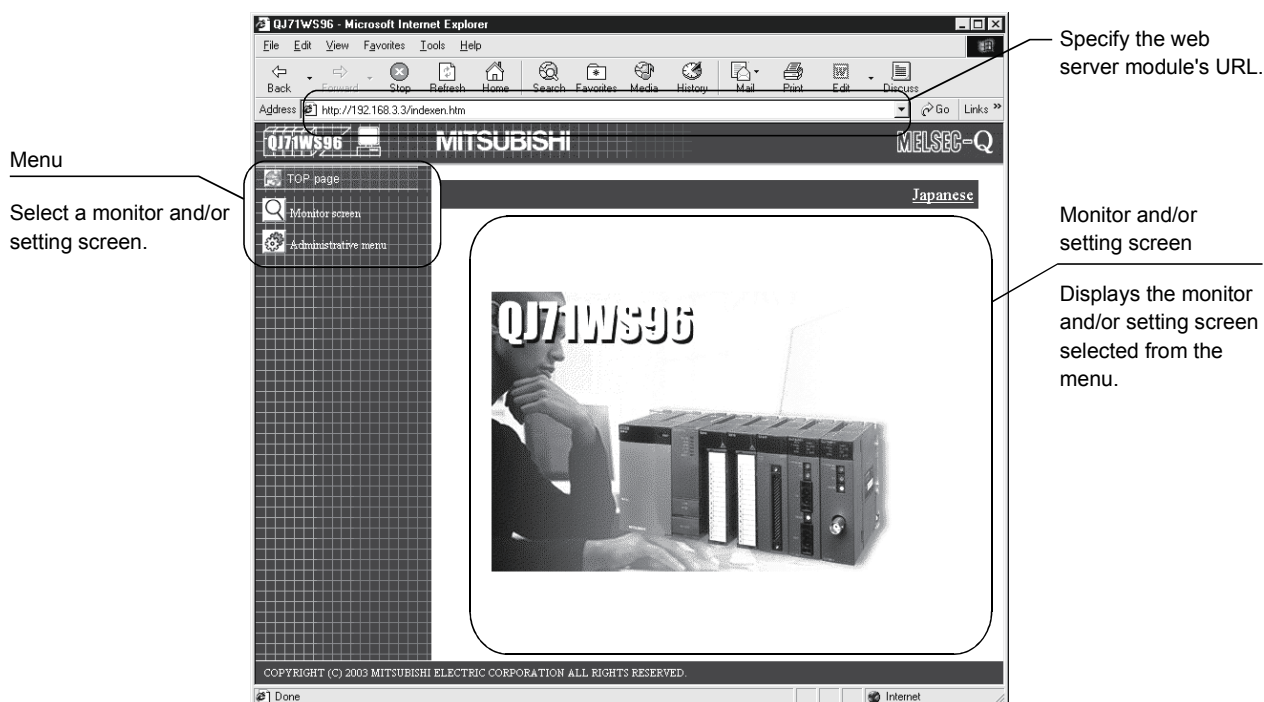 QJ71WS96 - Microsoft Internet Explorer
File Edit View Favorites Tools Help
Back Forward Stop Refresh Home Search Favorites Media History Mail Print Edit Discuss
Address http://192.168.3.3/indexen.htm Go Links »
QJ71WS96 MITSUBISHI MELSEC-Q
TOP page
Monitor screen
Administrative menu
Japanese
QJ71WS96
COPYRIGHT (C) 2003 MITSUBISHI ELECTRIC CORPORATION ALL RIGHTS RESERVED.
Done Internet
Menu
Select a monitor and/or
setting screen.
Specify the web
server module's URL.
Monitor and/or
setting screen
Displays the monitor
and/or setting screen
selected from the
menu.